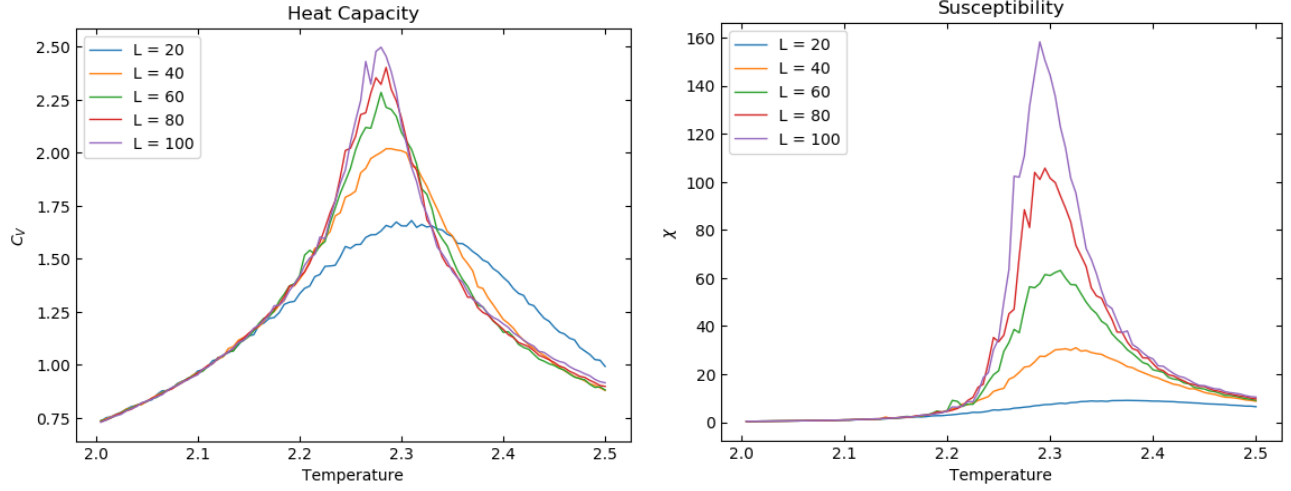 Heat Capacity
2.50
2.25
2.00
1.75
1.50
1.25
1.00
0.75
C_V
L = 20
L = 40
L = 60
L = 80
L = 100
2.0 2.1 2.2 2.3 2.4 2.5
Temperature
Susceptibility
160
140
120
100
80
60
40
20
0
χ
L = 20
L = 40
L = 60
L = 80
L = 100
2.0 2.1 2.2 2.3 2.4 2.5
Temperature